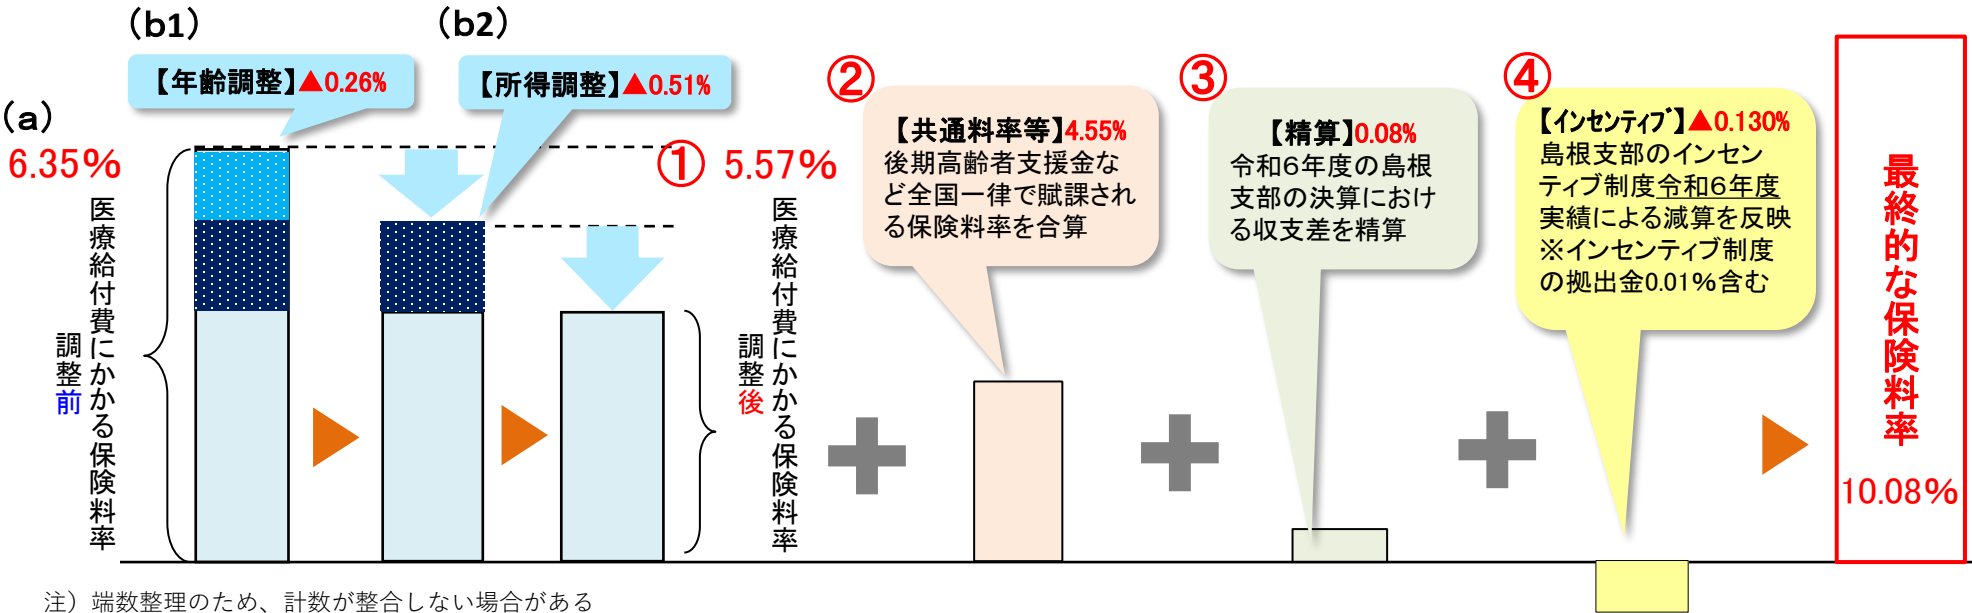 (b1)
【年齢調整】▲0.26%
(b2)
【所得調整】▲0.51%
(a)
6.35%
医療給付費にかかる保険料率
調整前
① 5.57%
医療給付費にかかる保険料率
調整後
②
【共通料率等】4.55%
後期高齢者支援金な
ど全国一律で賦課され
る保険料率を合算
③
【精算】0.08%
令和6年度の島根
支部の決算におけ
る収支差を精算
④
【インセンティブ】▲0.130%
島根支部のインセン
ティブ制度令和6年度
実績による減算を反映
※インセンティブ制度
の拠出金0.01%含む
最終的な保険料率
10.08%
注）端数整理のため、計数が整合しない場合がある